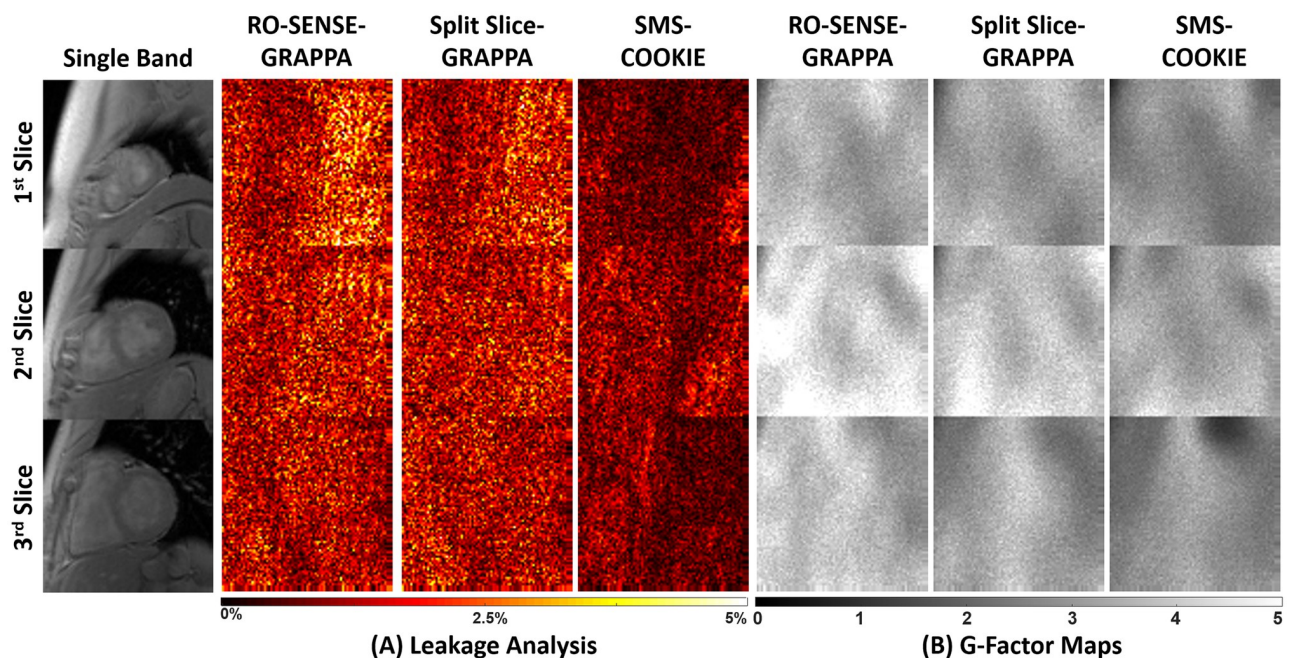 Single Band
RO-SENSE-
GRAPPA
Split Slice-
GRAPPA
SMS-
COOKIE
RO-SENSE-
GRAPPA
Split Slice-
GRAPPA
SMS-
COOKIE
1st Slice
2nd Slice
3rd Slice
0% 2.5% 5%
0 1 2 3 4 5
(A) Leakage Analysis
(B) G-Factor Maps